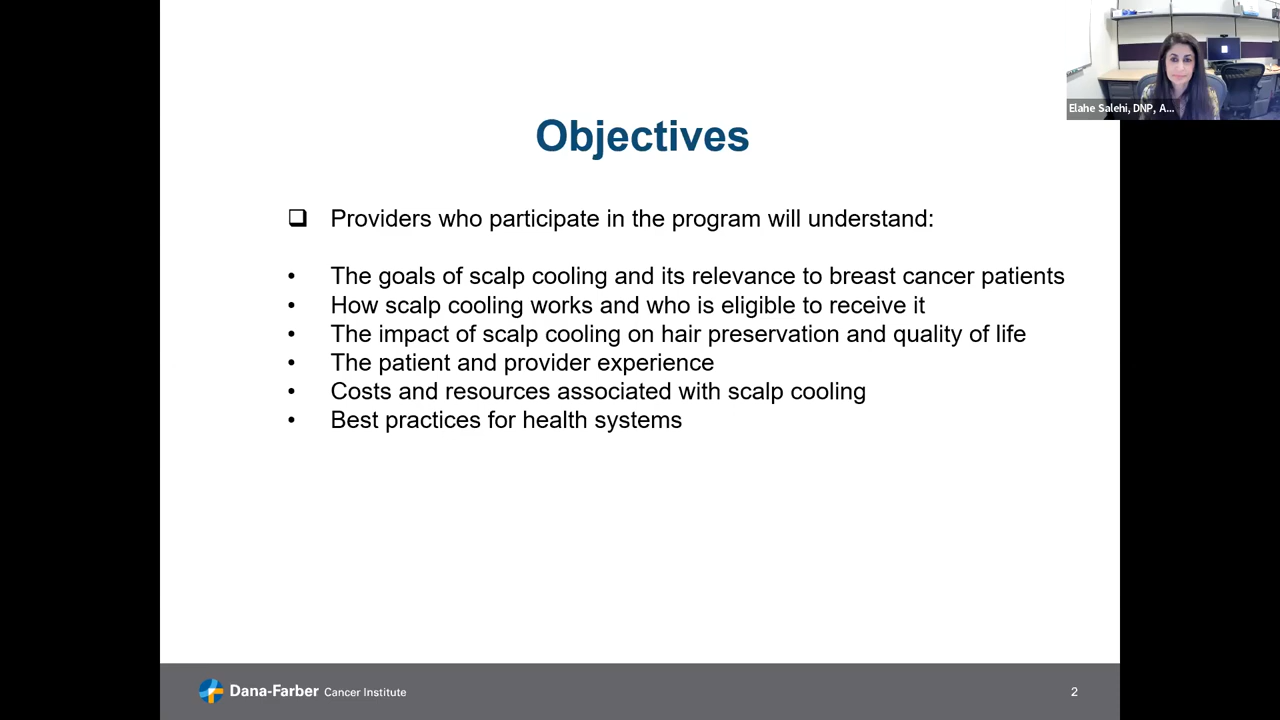 Elahe Salehi, DNP, A...
Objectives
❑ Providers who participate in the program will understand:
• The goals of scalp cooling and its relevance to breast cancer patients
• How scalp cooling works and who is eligible to receive it
• The impact of scalp cooling on hair preservation and quality of life
• The patient and provider experience
• Costs and resources associated with scalp cooling
• Best practices for health systems
Dana-Farber Cancer Institute
2